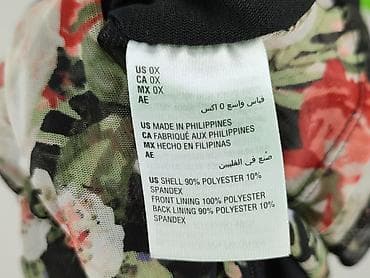 US 0X
CA 0X
MX 0X
AE قياس واسع 0 اكس
US MADE IN PHILIPPINES
CA FABRIQUÉ AUX PHILIPPINES
MX HECHO EN FILIPINAS
AE صنع في الفلبين
US SHELL 90% POLYESTER 10%
SPANDEX
FRONT LINING 100% POLYESTER
BACK LINING 90% POLYESTER 10%
SPANDEX